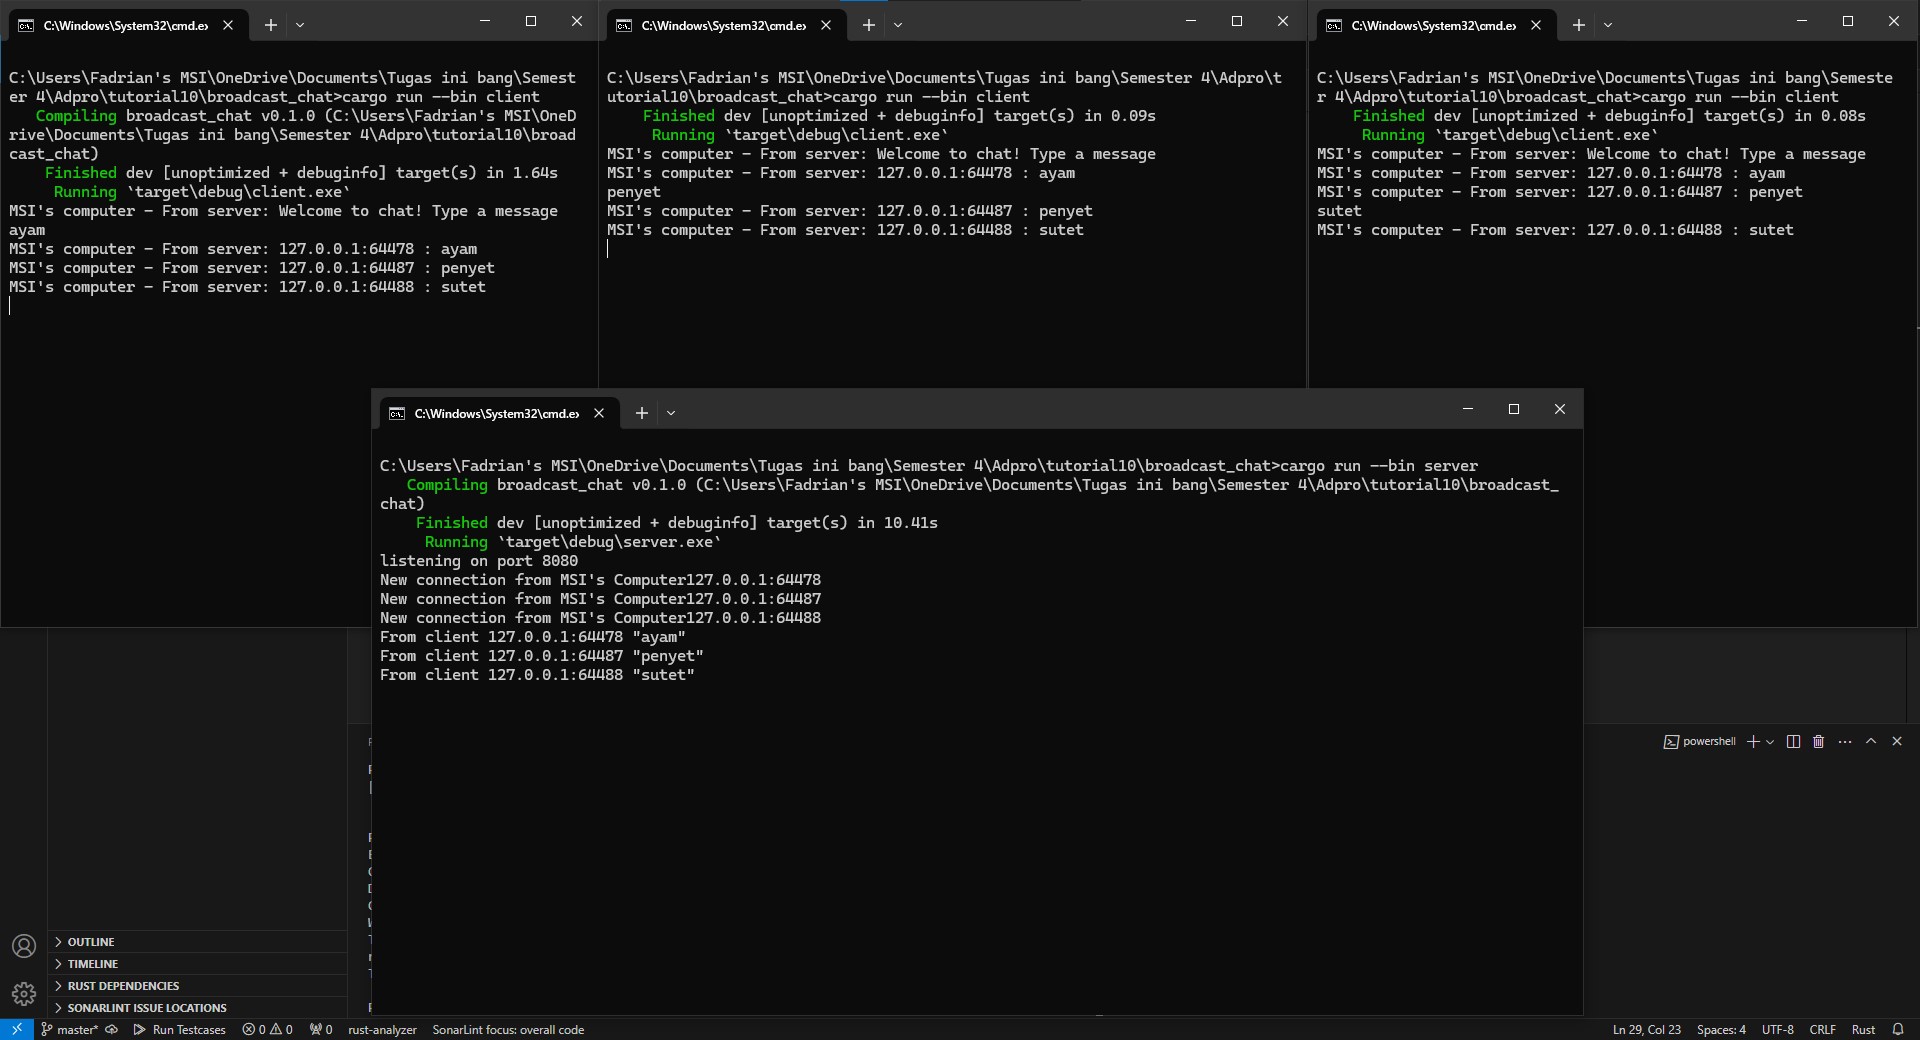 C:\Windows\System32\cmd.e
C:\Users\Fadrian's MSI\OneDrive\Documents\Tugas ini bang\Semest
er 4\Adpro\tutorial10\broadcast_chat>cargo run --bin client
Compiling broadcast_chat v0.1.0 (C:\Users\Fadrian's MSI\OneD
rive\Documents\Tugas ini bang\Semester 4\Adpro\tutorial10\broad
cast_chat)
Finished dev [unoptimized + debuginfo] target(s) in 1.64s
Running `target\debug\client.exe`
MSI's computer - From server: Welcome to chat! Type a message
ayam
MSI's computer - From server: 127.0.0.1:64478 : ayam
MSI's computer - From server: 127.0.0.1:64487 : penyet
MSI's computer - From server: 127.0.0.1:64488 : sutet
C:\Windows\System32\cmd.e
C:\Users\Fadrian's MSI\OneDrive\Documents\Tugas ini bang\Semester 4\Adpro\t
utorial10\broadcast_chat>cargo run --bin client
Finished dev [unoptimized + debuginfo] target(s) in 0.09s
Running `target\debug\client.exe`
MSI's computer - From server: Welcome to chat! Type a message
MSI's computer - From server: 127.0.0.1:64478 : ayam
penyet
MSI's computer - From server: 127.0.0.1:64487 : penyet
MSI's computer - From server: 127.0.0.1:64488 : sutet
C:\Windows\System32\cmd.e
C:\Users\Fadrian's MSI\OneDrive\Documents\Tugas ini bang\Semeste
r 4\Adpro\tutorial10\broadcast_chat>cargo run --bin client
Finished dev [unoptimized + debuginfo] target(s) in 0.08s
Running `target\debug\client.exe`
MSI's computer - From server: Welcome to chat! Type a message
MSI's computer - From server: 127.0.0.1:64478 : ayam
MSI's computer - From server: 127.0.0.1:64487 : penyet
sutet
MSI's computer - From server: 127.0.0.1:64488 : sutet
C:\Windows\System32\cmd.e
C:\Users\Fadrian's MSI\OneDrive\Documents\Tugas ini bang\Semester 4\Adpro\tutorial10\broadcast_chat>cargo run --bin server
Compiling broadcast_chat v0.1.0 (C:\Users\Fadrian's MSI\OneDrive\Documents\Tugas ini bang\Semester 4\Adpro\tutorial10\broadcast_
chat)
Finished dev [unoptimized + debuginfo] target(s) in 10.41s
Running `target\debug\server.exe`
listening on port 8080
New connection from MSI's Computer127.0.0.1:64478
New connection from MSI's Computer127.0.0.1:64487
New connection from MSI's Computer127.0.0.1:64488
From client 127.0.0.1:64478 "ayam"
From client 127.0.0.1:64487 "penyet"
From client 127.0.0.1:64488 "sutet"
powershell
OUTLINE
TIMELINE
RUST DEPENDENCIES
SONARLINT ISSUE LOCATIONS
master* Run Testcases 0 0 0 rust-analyzer SonarLint focus: overall code Ln 29, Col 23 Spaces: 4 UTF-8 CRLF Rust